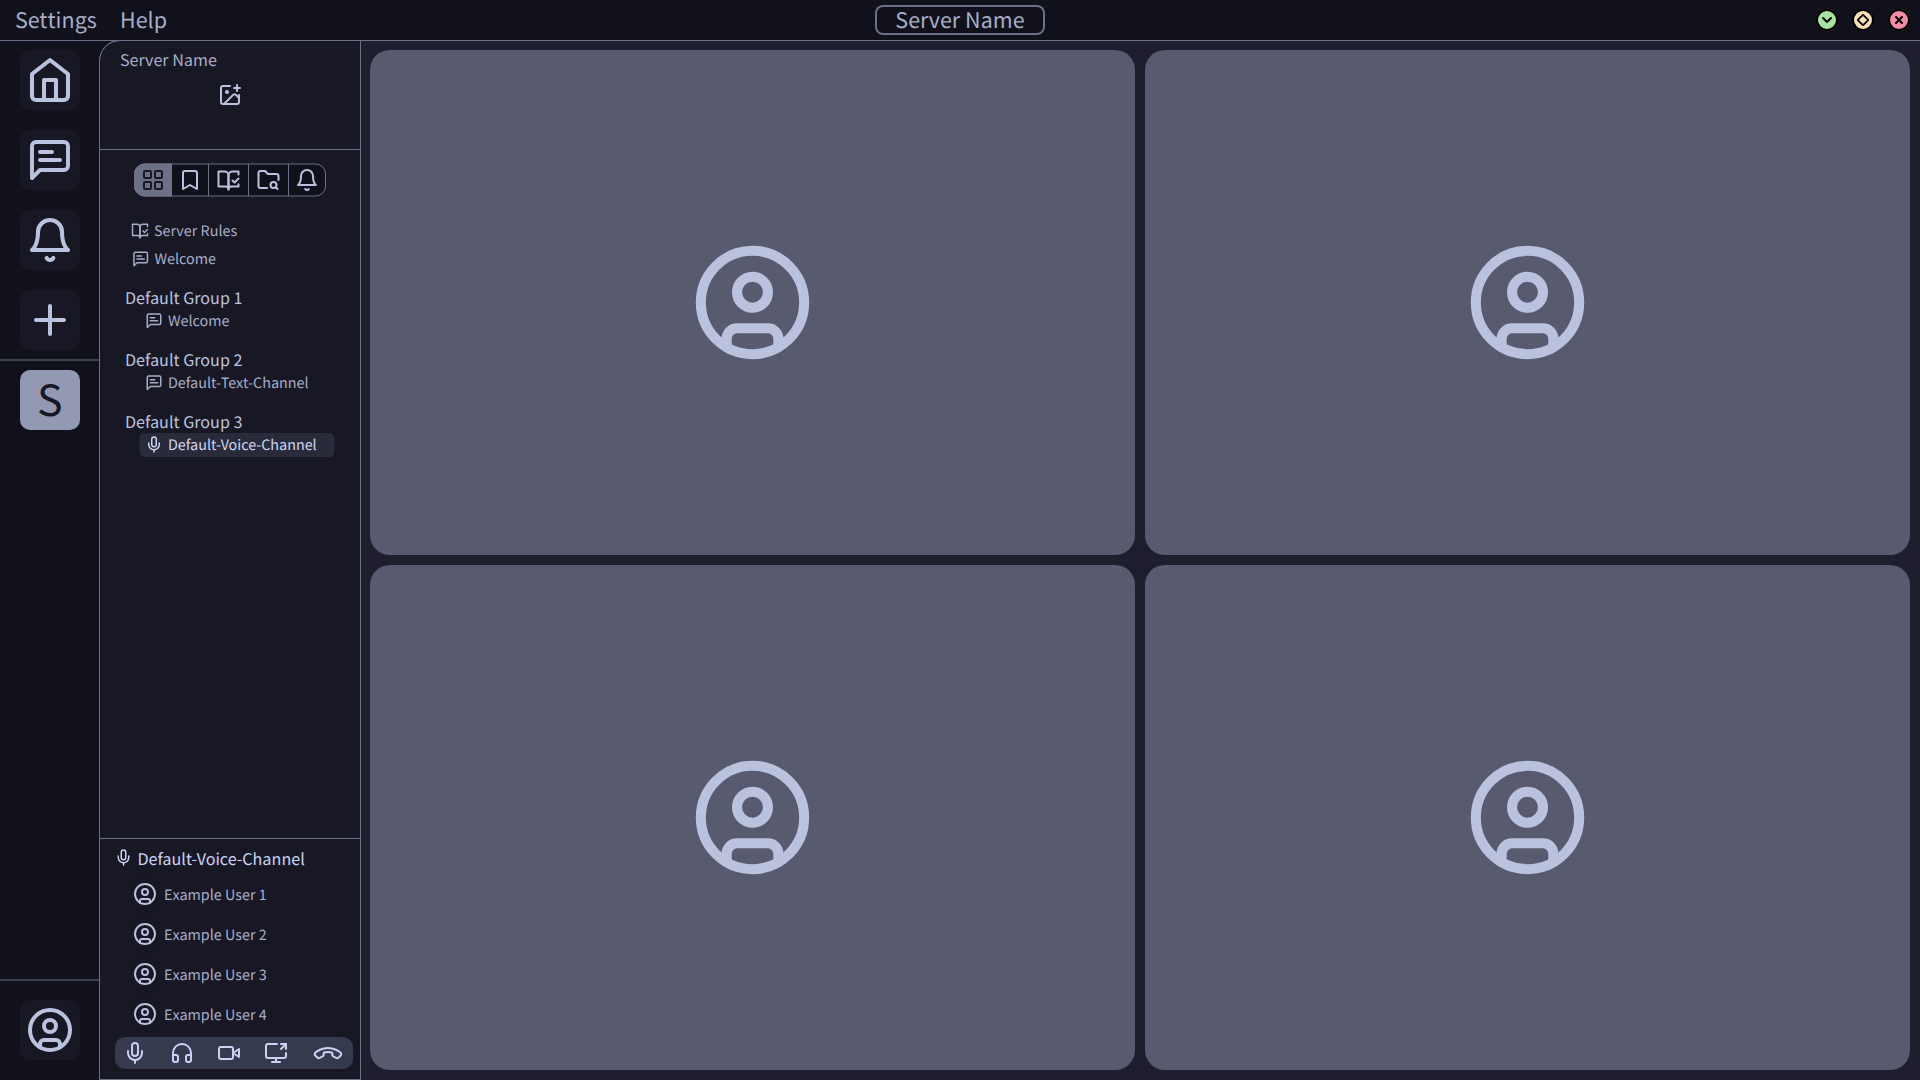 Settings Help Server Name
Server Name
Server Rules
Welcome
Default Group 1
Welcome
Default Group 2
Default-Text-Channel
Default Group 3
Default-Voice-Channel
S
Default-Voice-Channel
Example User 1
Example User 2
Example User 3
Example User 4